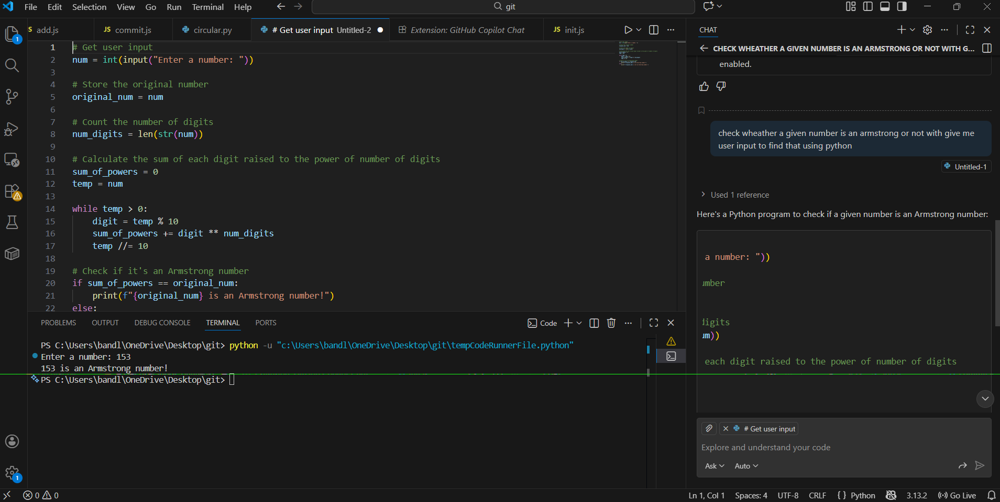 File Edit Selection View Go Run Terminal Help
git
S add.js
JS commit.js
circular.py
# Get user input Untitled-2
Extension: GitHub Copilot Chat
JS init.js
1 # Get user input
2 num = int(input("Enter a number: "))
3
4 # Store the original number
5 original_num = num
6
7 # Count the number of digits
8 num_digits = len(str(num))
9
10 # Calculate the sum of each digit raised to the power of number of digits
11 sum_of_powers = 0
12 temp = num
13
14 while temp > 0:
15 digit = temp % 10
16 sum_of_powers += digit ** num_digits
17 temp //= 10
18
19 # Check if it's an Armstrong number
20 if sum_of_powers == original_num:
21 print(f"{original_num} is an Armstrong number!")
22 else:
PROBLEMS OUTPUT DEBUG CONSOLE TERMINAL PORTS
Code
PS C:\Users\bandl\OneDrive\Desktop\git> python -u "c:\Users\bandl\OneDrive\Desktop\git\tempCodeRunnerFile.python"
Enter a number: 153
153 is an Armstrong number!
PS C:\Users\bandl\OneDrive\Desktop\git>
CHAT
CHECK WHEATHER A GIVEN NUMBER IS AN ARMSTRONG OR NOT WITH G...
enabled.
check wheather a given number is an armstrong or not with give me
user input to find that using python
Untitled-1
Used 1 reference
Here's a Python program to check if a given number is an Armstrong number:
a number: "))
umber
digits
um))
each digit raised to the power of number of digits
# Get user input
Explore and understand your code
Ask Auto
1
1
0 0
Ln 1, Col 1 Spaces: 4 UTF-8 CRLF { } Python 3.13.2 Go Live